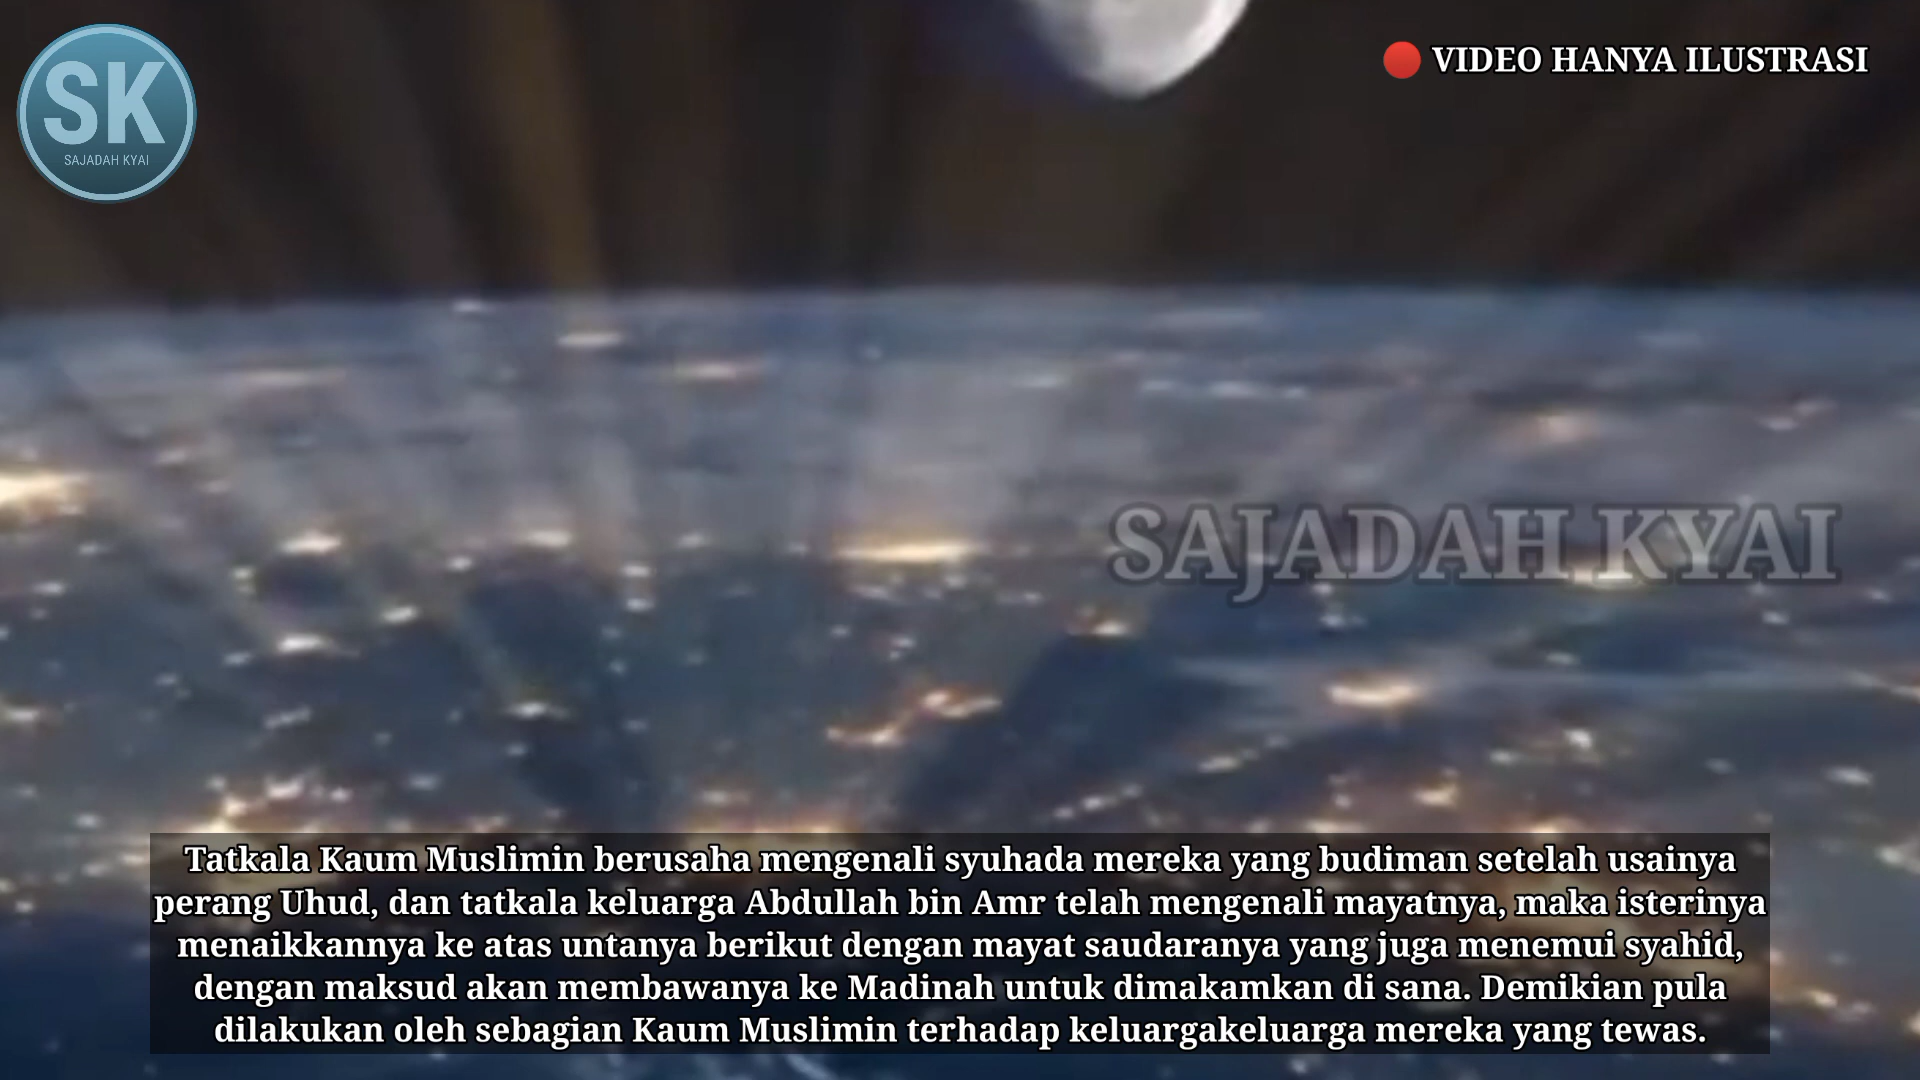 SK
SAJADAH KYAI
VIDEO HANYA ILUSTRASI
SAJADAH KYAI
Tatkala Kaum Muslimin berusaha mengenali syuhada mereka yang budiman setelah usainya
perang Uhud, dan tatkala keluarga Abdullah bin Amr telah mengenali mayatnya, maka isterinya
menaikkannya ke atas untanya berikut dengan mayat saudaranya yang juga menemui syahid,
dengan maksud akan membawanya ke Madinah untuk dimakamkan di sana. Demikian pula
dilakukan oleh sebagian Kaum Muslimin terhadap keluargakeluarga mereka yang tewas.